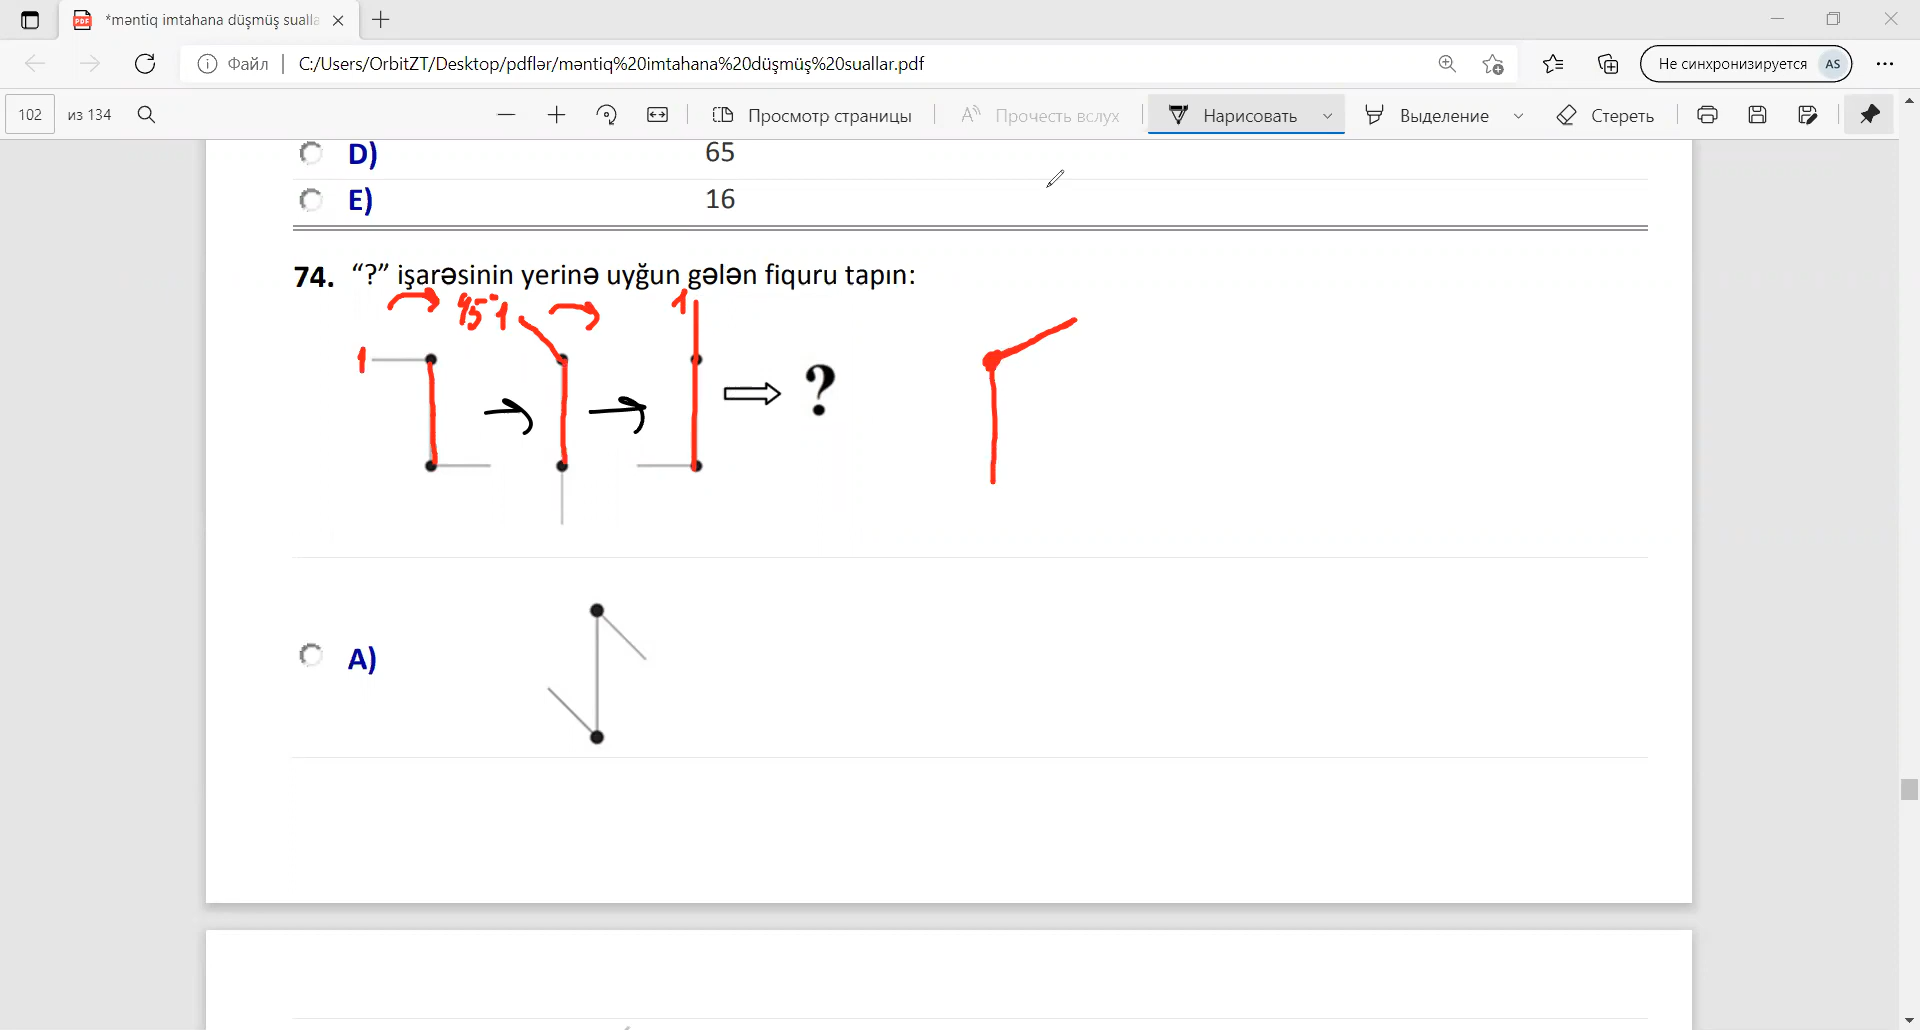 *məntiq imtahana düşmüş sualla
Файл C:/Users/OrbitZT/Desktop/pdflər/məntiq%20imtahana%20düşmüş%20suallar.pdf Не синхронизируется AS
102 из 134 Просмотр страницы Прочесть вслух Нарисовать Выделение Стереть
D) 65
E) 16
74. “?” işarəsinin yerinə uyğun gələn fiquru tapın:
45° 1 1
1
?
A)